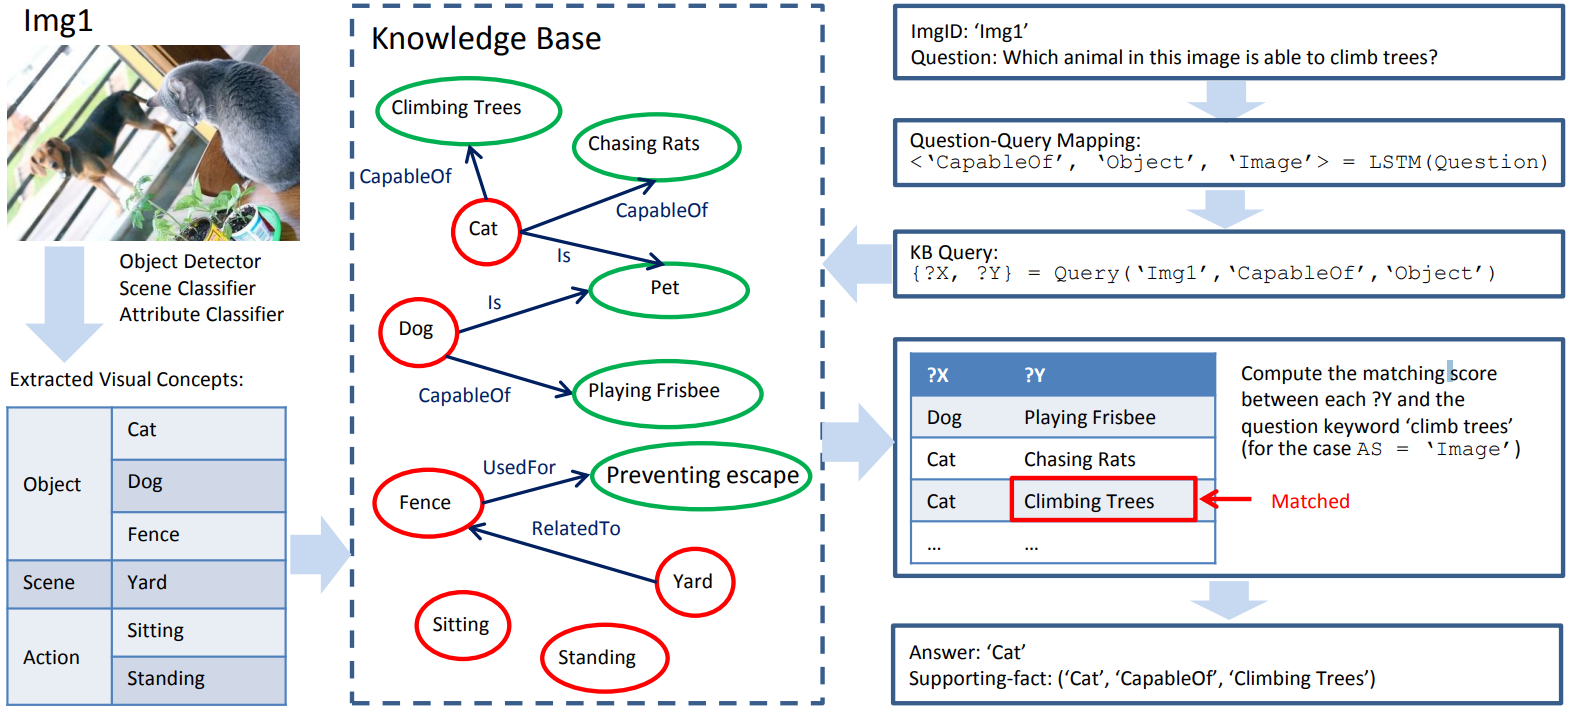 Img1
Object Detector
Scene Classifier
Attribute Classifier
Extracted Visual Concepts:
Object
Cat
Dog
Fence
Scene
Yard
Action
Sitting
Standing
Knowledge Base
Climbing Trees
Chasing Rats
CapableOf
CapableOf
Cat
Is
Pet
Is
Dog
CapableOf
Playing Frisbee
UsedFor
Preventing escape
Fence
RelatedTo
Yard
Sitting
Standing
ImgID: ‘Img1’
Question: Which animal in this image is able to climb trees?
Question-Query Mapping:
<‘CapableOf’, ‘Object’, ‘Image’> = LSTM(Question)
KB Query:
{?X, ?Y} = Query(‘Img1’,‘CapableOf’,‘Object’)
?X ?Y
Dog Playing Frisbee
Cat Chasing Rats
Cat Climbing Trees
... ...
Matched
Compute the matching score
between each ?Y and the
question keyword ‘climb trees’
(for the case AS = ‘Image’)
Answer: ‘Cat’
Supporting-fact: (‘Cat’, ‘CapableOf’, ‘Climbing Trees’)